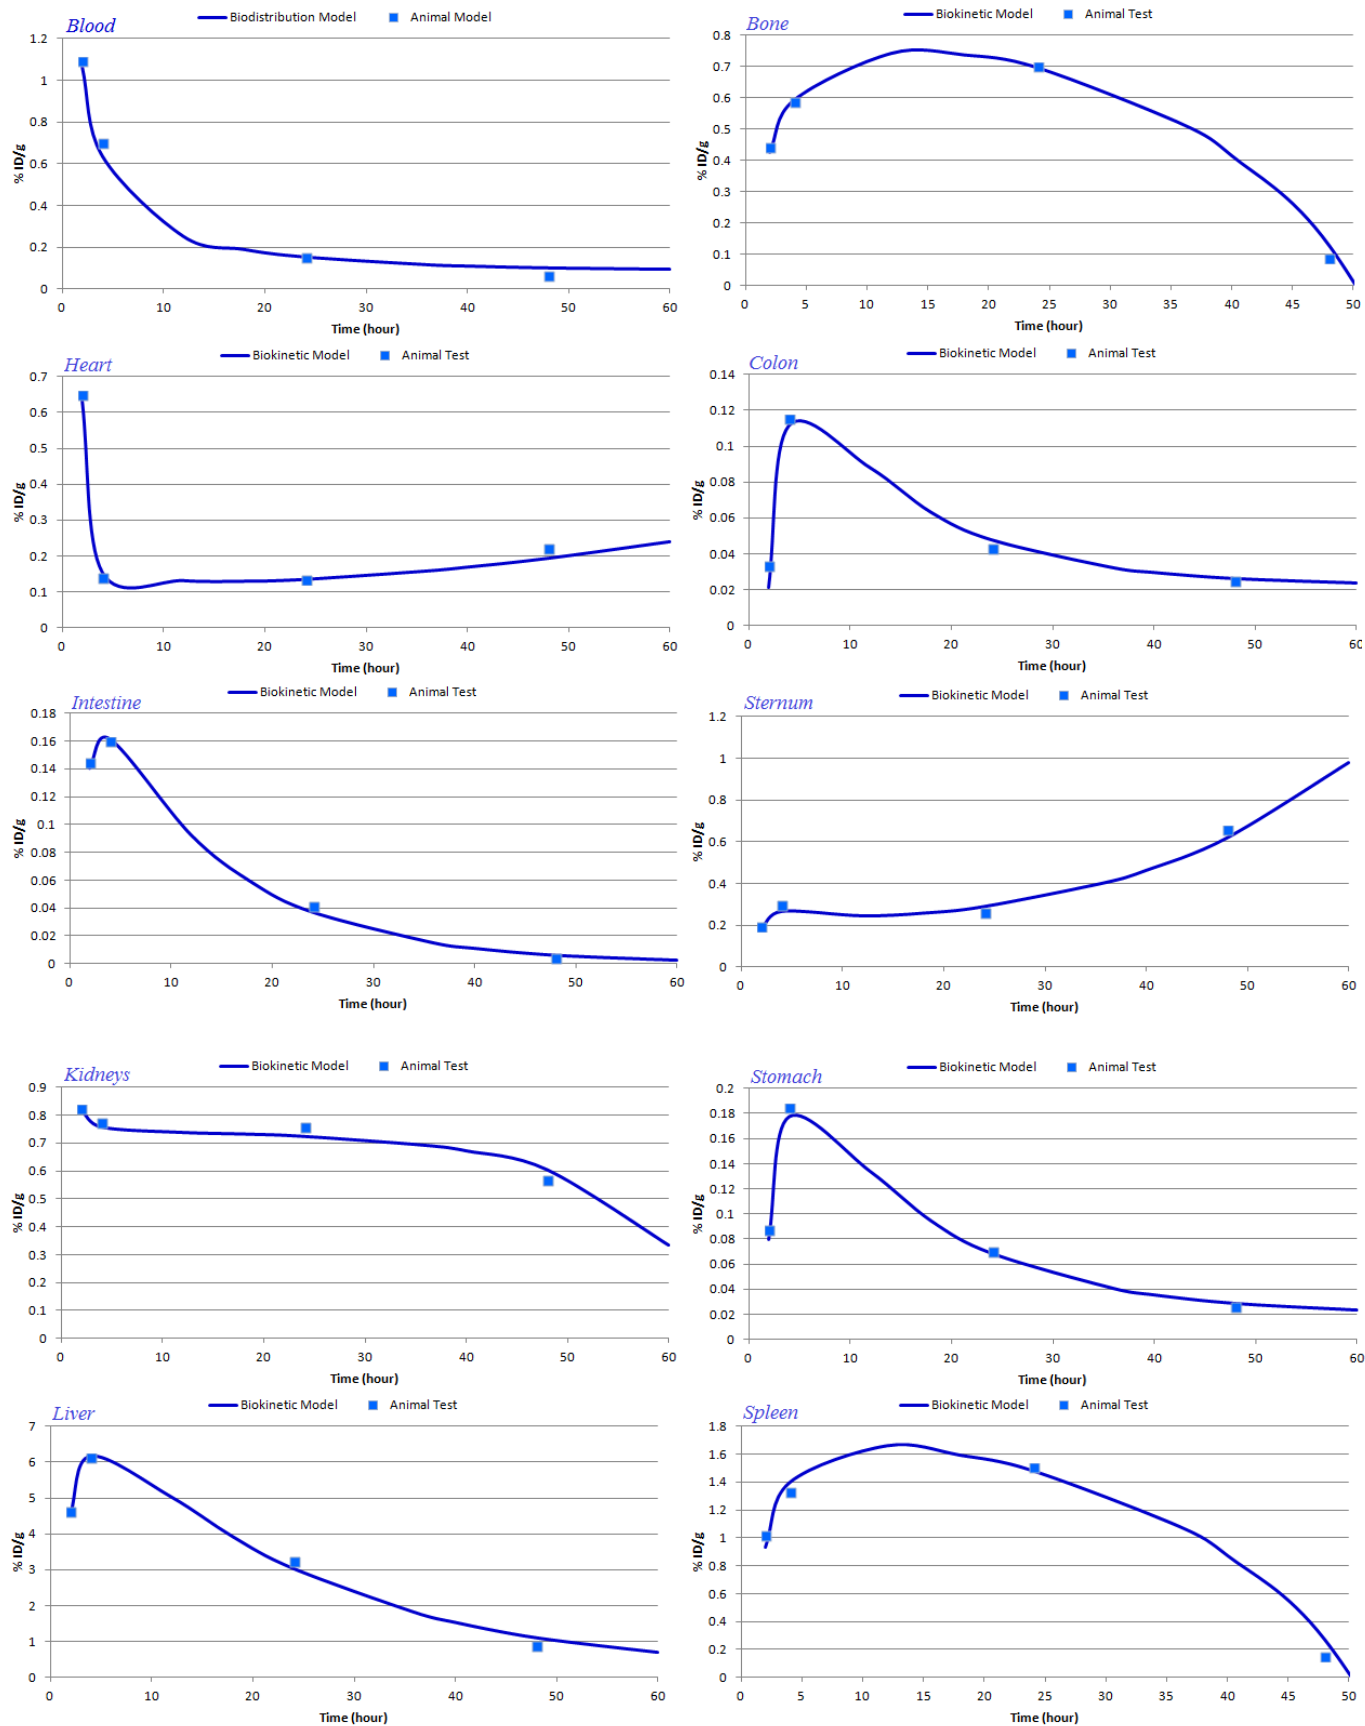 Blood
Biodistribution Model Animal Model
1.2
1
0.8
0.6
0.4
0.2
0
% ID/g
0 10 20 30 40 50 60
Time (hour)
Bone
Biokinetic Model Animal Test
0.8
0.7
0.6
0.5
0.4
0.3
0.2
0.1
0
% ID/g
0 5 10 15 20 25 30 35 40 45 50
Time (hour)
Heart
Biokinetic Model Animal Test
0.7
0.6
0.5
0.4
0.3
0.2
0.1
0
% ID/g
0 10 20 30 40 50 60
Time (hour)
Colon
Biokinetic Model Animal Test
0.14
0.12
0.1
0.08
0.06
0.04
0.02
0
% ID/g
0 10 20 30 40 50 60
Time (hour)
Intestine
Biokinetic Model Animal Test
0.18
0.16
0.14
0.12
0.1
0.08
0.06
0.04
0.02
0
% ID/g
0 10 20 30 40 50 60
Time (hour)
Sternum
Biokinetic Model Animal Test
1.2
1
0.8
0.6
0.4
0.2
0
% ID/g
0 10 20 30 40 50 60
Time (hour)
Kidneys
Biokinetic Model Animal Test
0.9
0.8
0.7
0.6
0.5
0.4
0.3
0.2
0.1
0
% ID/g
0 10 20 30 40 50 60
Time (hour)
Stomach
Biokinetic Model Animal Test
0.2
0.18
0.16
0.14
0.12
0.1
0.08
0.06
0.04
0.02
0
% ID/g
0 10 20 30 40 50 60
Time (hour)
Liver
Biokinetic Model Animal Test
7
6
5
4
3
2
1
0
% ID/g
0 10 20 30 40 50 60
Time (hour)
Spleen
Biokinetic Model Animal Test
1.8
1.6
1.4
1.2
1
0.8
0.6
0.4
0.2
0
% ID/g
0 5 10 15 20 25 30 35 40 45 50
Time (hour)